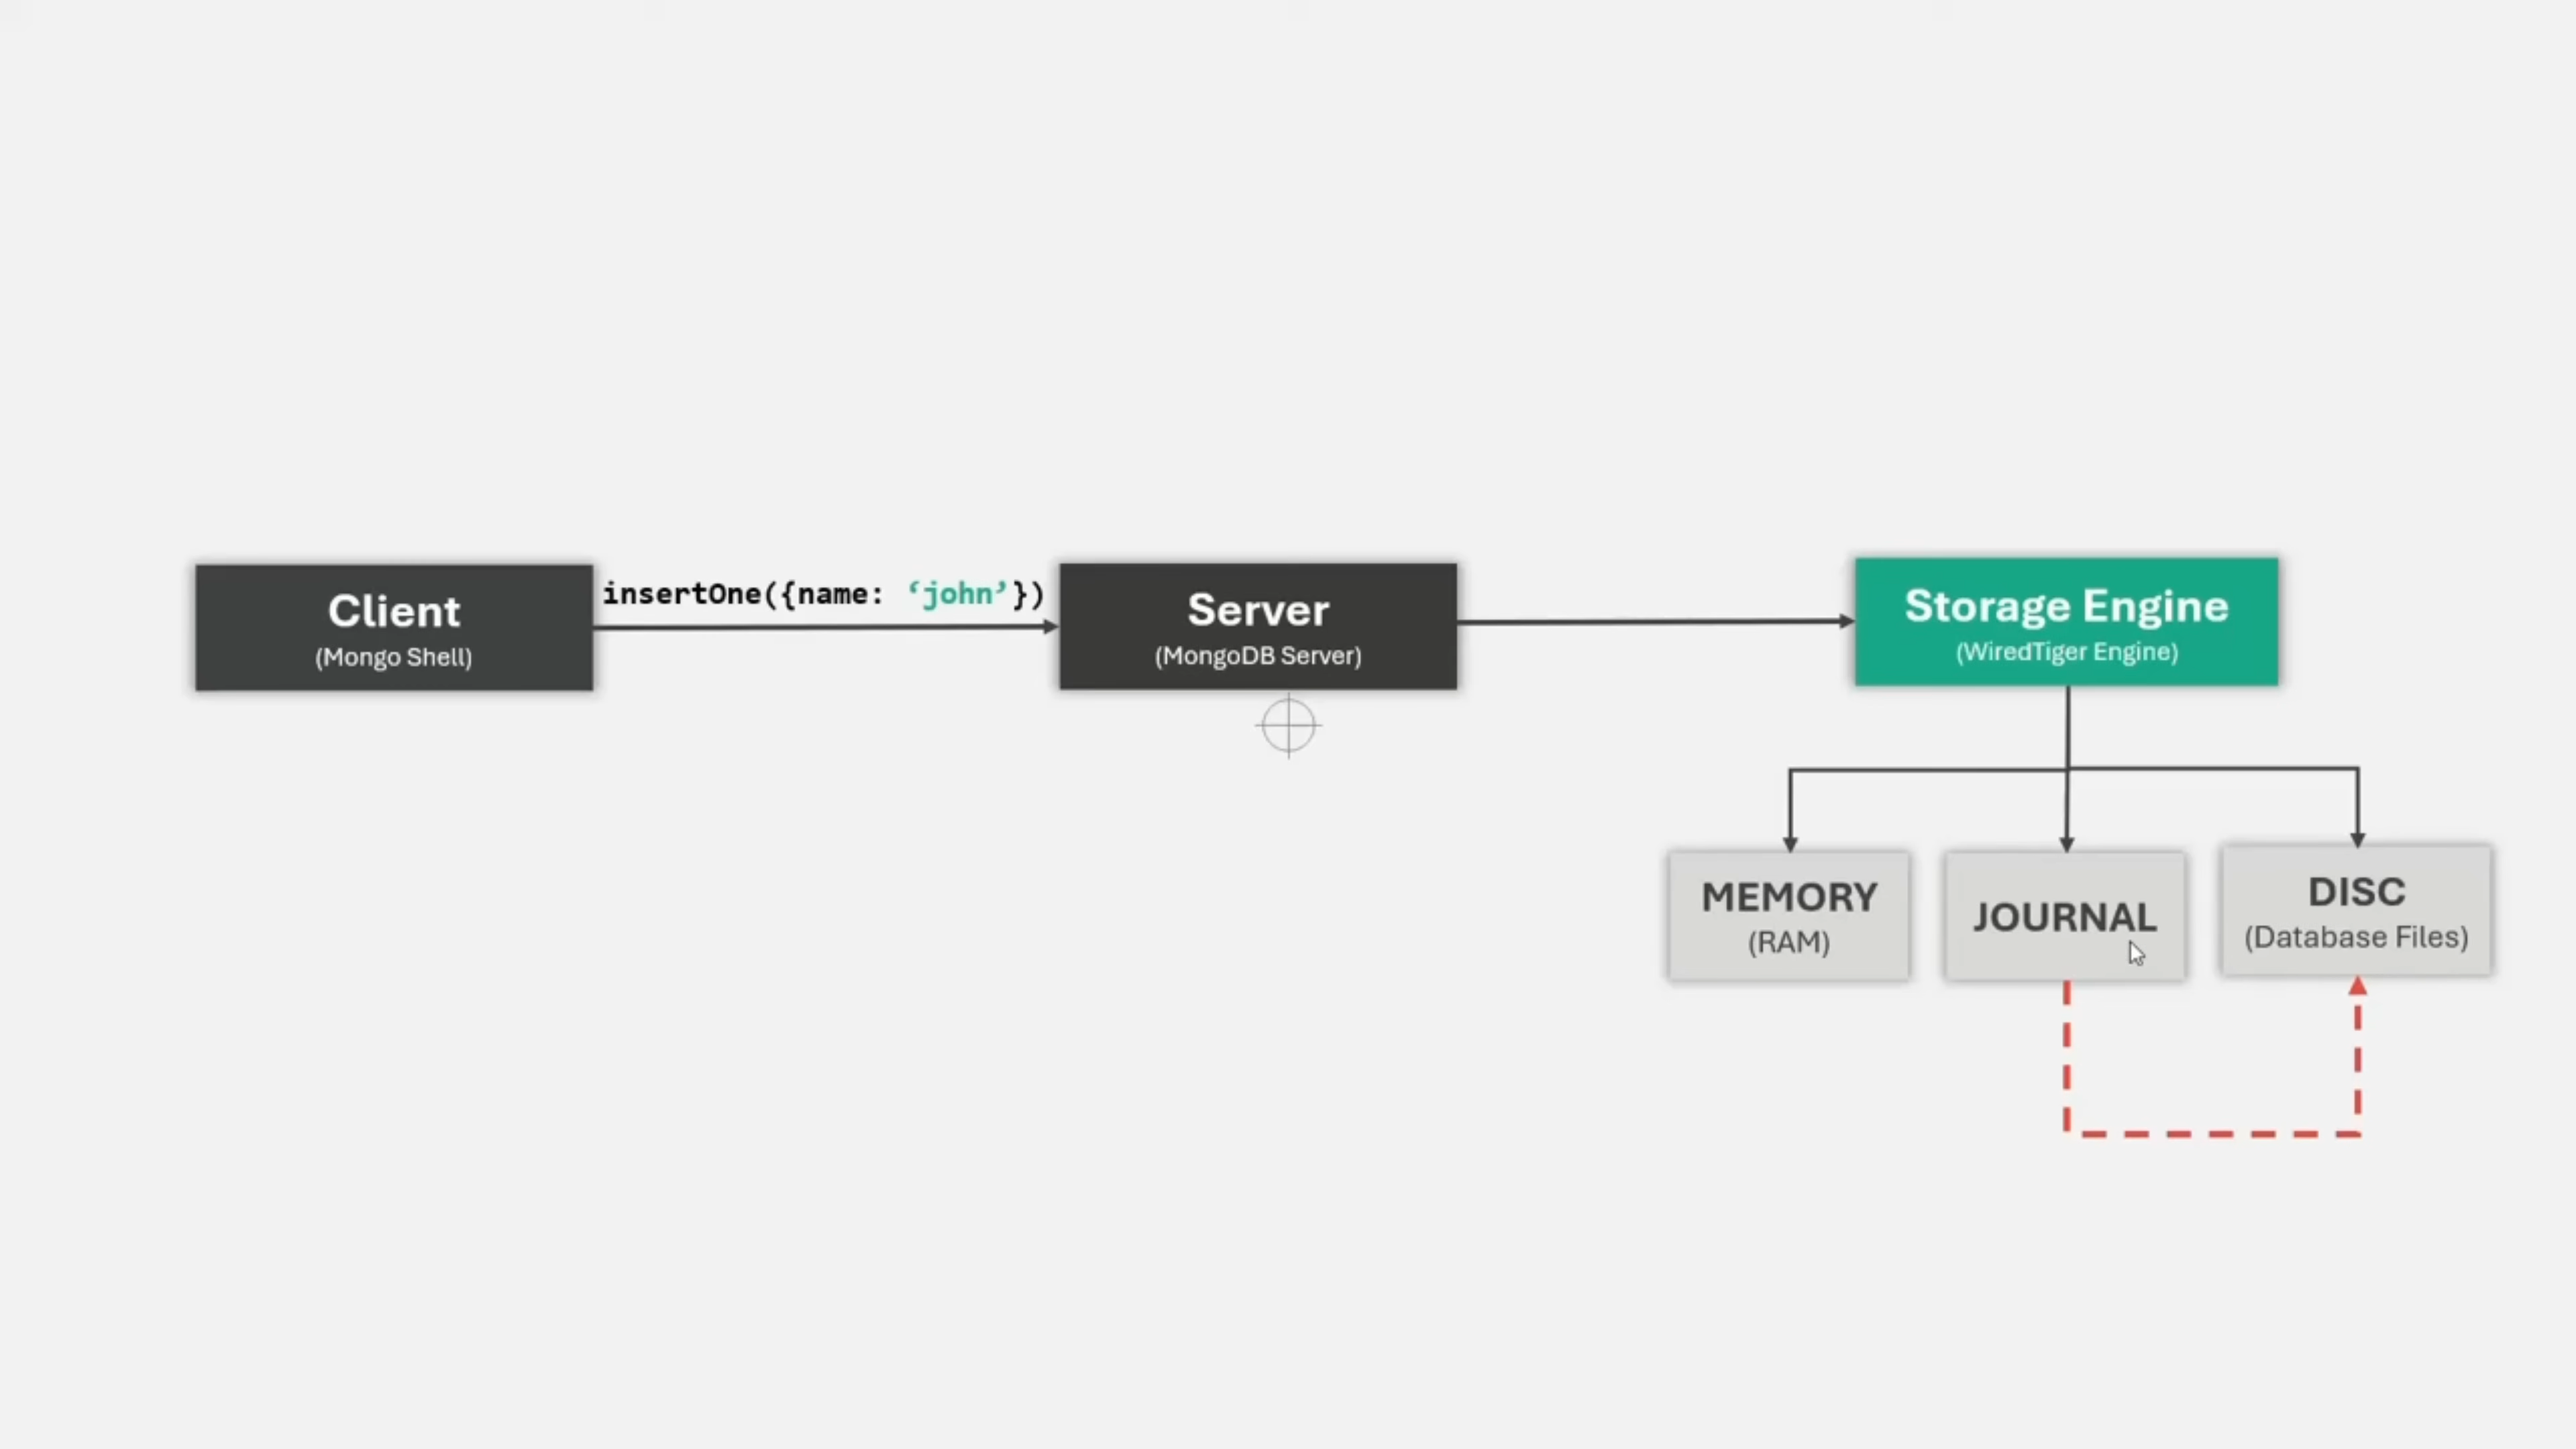 Client
(Mongo Shell)
insertOne({name: ‘john’})
Server
(MongoDB Server)
Storage Engine
(WiredTiger Engine)
MEMORY
(RAM)
JOURNAL
DISC
(Database Files)